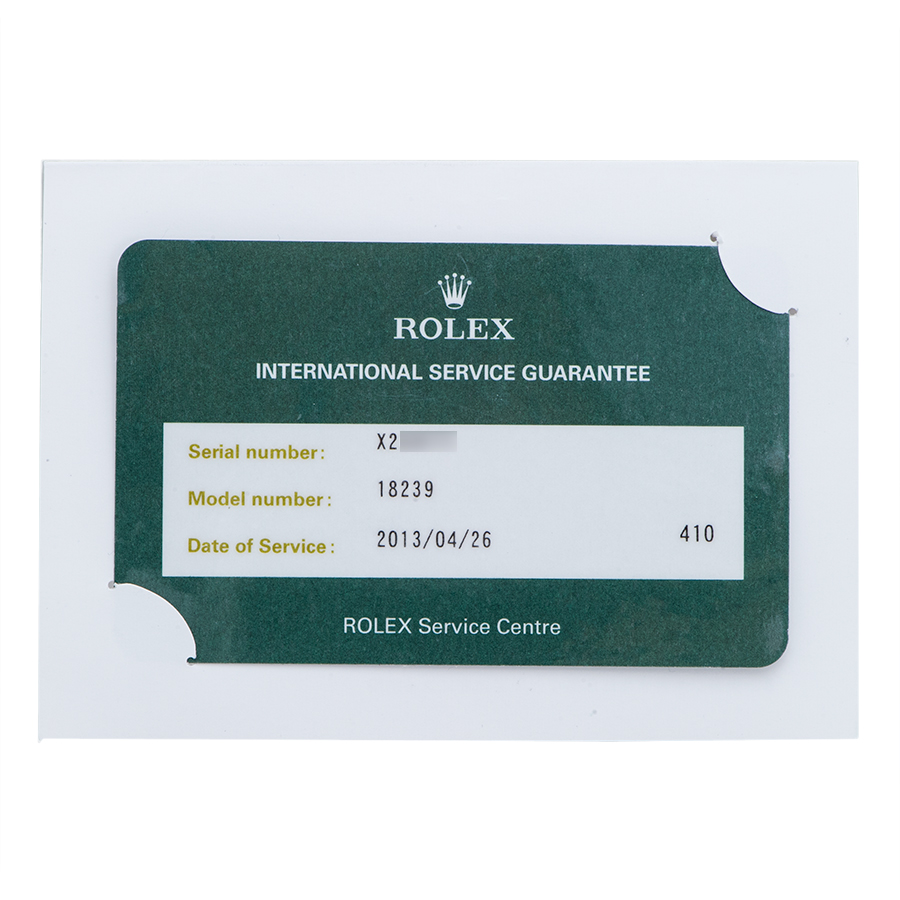 ROLEX
INTERNATIONAL SERVICE GUARANTEE
Serial number: X2
Model number: 18239
Date of Service: 2013/04/26 410
ROLEX Service Centre